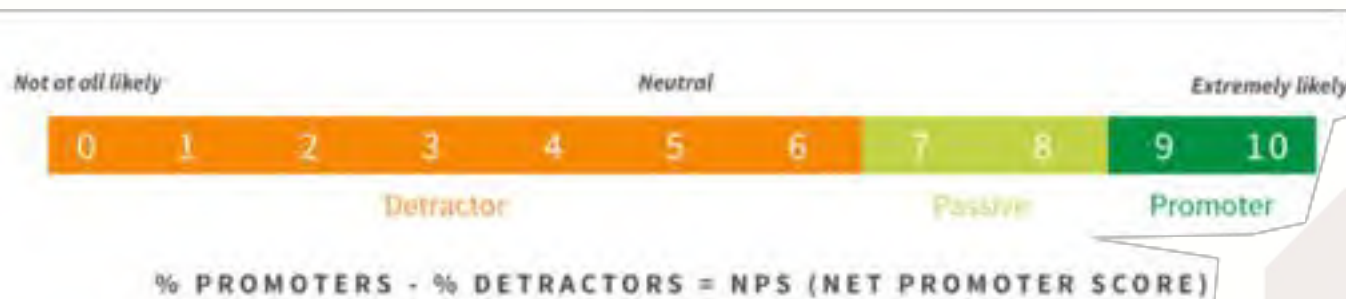 Not at all likely Neutral Extremely likely
0 1 2 3 4 5 6 7 8 9 10
Detractor Passive Promoter
% PROMOTERS - % DETRACTORS = NPS (NET PROMOTER SCORE)